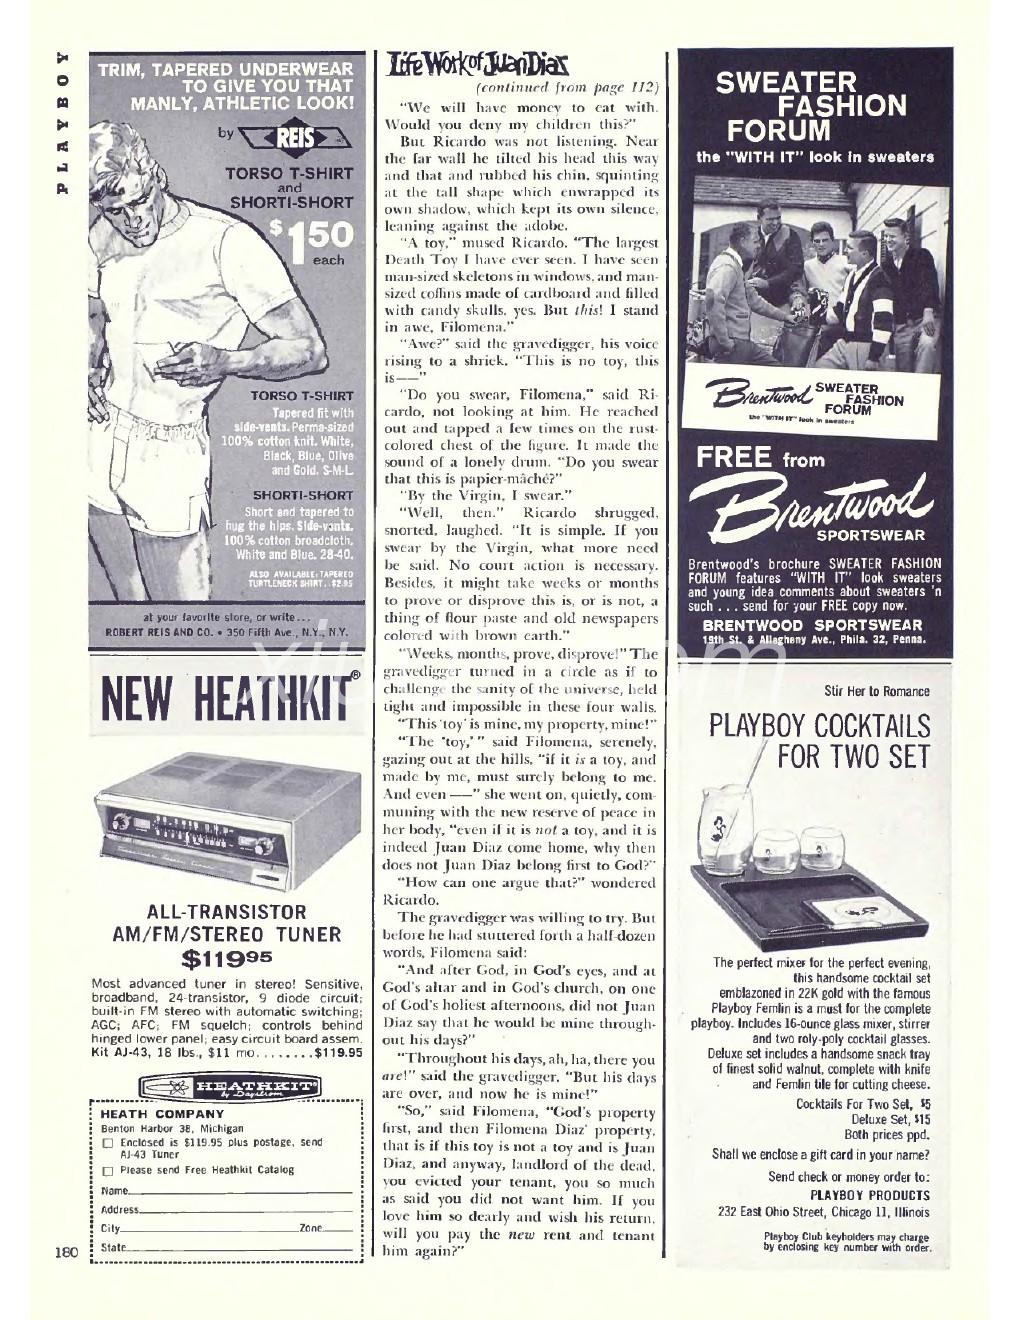 PLAYBOY
TRIM, TAPERED UNDERWEAR
TO GIVE YOU THAT
MANLY, ATHLETIC LOOK!
by REIS
TORSO T-SHIRT
and
SHORTI-SHORT
$150
each
TORSO T-SHIRT
Tapered fit with
side-vents. Perma-sized
100% cotton knit. White,
Black, Blue, Olive
and Gold. S-M-L.
SHORTI-SHORT
Short and tapered to
hug the hips. Side-vents.
100% cotton broadcloth.
White and Blue. 28-40.
ALSO AVAILABLE: TAPERED
TURTLENECK SHIRT..$2.95
at your favorite store, or write...
ROBERT REIS AND CO. • 350 Fifth Ave., N.Y., N.Y.
NEW HEATHKIT®
ALL-TRANSISTOR
AM/FM/STEREO TUNER
$11995
Most advanced tuner in stereo! Sensitive,
broadband, 24-transistor, 9 diode circuit;
built-in FM stereo with automatic switching;
AGC; AFC; FM squelch; controls behind
hinged lower panel; easy circuit board assem.
Kit AJ-43, 18 lbs., $11 mo........$119.95
HEATHKIT®
by Daystrom
HEATH COMPANY
Benton Harbor 38, Michigan
Enclosed is $119.95 plus postage, send
AJ-43 Tuner
Please send Free Heathkit Catalog
Name
Address
City Zone
State
180
Life Work of Juan Diaz
(continued from page 112)
"We will have money to eat with.
Would you deny my children this?"
But Ricardo was not listening. Near
the far wall he tilted his head this way
and that and rubbed his chin, squinting
at the tall shape which enwrapped its
own shadow, which kept its own silence,
leaning against the adobe.
"A toy," mused Ricardo. "The largest
Death Toy I have ever seen. I have seen
man-sized skeletons in windows, and man-
sized coffins made of cardboard and filled
with candy skulls, yes. But this! I stand
in awe, Filomena."
"Awe?" said the gravedigger, his voice
rising to a shriek. "This is no toy, this
is——"
"Do you swear, Filomena," said Ri-
cardo, not looking at him. He reached
out and tapped a few times on the rust-
colored chest of the figure. It made the
sound of a lonely drum. "Do you swear
that this is papier-mâché?"
"By the Virgin, I swear."
"Well, then." Ricardo shrugged,
snorted, laughed. "It is simple. If you
swear by the Virgin, what more need
be said. No court action is necessary.
Besides, it might take weeks or months
to prove or disprove this is, or is not, a
thing of flour paste and old newspapers
colored with brown earth."
"Weeks, months, prove, disprove!" The
gravedigger turned in a circle as if to
challenge the sanity of the universe, held
tight and impossible in these four walls.
"This 'toy' is mine, my property, mine!"
"The 'toy,' " said Filomena, serenely,
gazing out at the hills, "if it is a toy, and
made by me, must surely belong to me.
And even ——" she went on, quietly, com-
muning with the new reserve of peace in
her body, "even if it is not a toy, and it is
indeed Juan Diaz come home, why then
does not Juan Diaz belong first to God?"
"How can one argue that?" wondered
Ricardo.
The gravedigger was willing to try. But
before he had stuttered forth a half-dozen
words, Filomena said:
"And after God, in God's eyes, and at
God's altar and in God's church, on one
of God's holiest afternoons, did not Juan
Diaz say that he would be mine through-
out his days?"
"Throughout his days, ah, ha, there you
are!" said the gravedigger. "But his days
are over, and now he is mine!"
"So," said Filomena, "God's property
first, and then Filomena Diaz' property,
that is if this toy is not a toy and is Juan
Diaz, and anyway, landlord of the dead,
you evicted your tenant, you so much
as said you did not want him. If you
love him so dearly and wish his return,
will you pay the new rent and tenant
him again?"
SWEATER
FASHION
FORUM
the "WITH IT" look in sweaters
Brentwood SWEATER
FASHION
FORUM
the "WITH IT" look in sweaters
FREE from
Brentwood
SPORTSWEAR
Brentwood's brochure SWEATER FASHION
FORUM features "WITH IT" look sweaters
and young idea comments about sweaters 'n
such . . . send for your FREE copy now.
BRENTWOOD SPORTSWEAR
19th St. & Allegheny Ave., Phila. 32, Penna.
Stir Her to Romance
PLAYBOY COCKTAILS
FOR TWO SET
The perfect mixer for the perfect evening,
this handsome cocktail set
emblazoned in 22K gold with the famous
Playboy Femlin is a must for the complete
playboy. Includes 16-ounce glass mixer, stirrer
and two roly-poly cocktail glasses.
Deluxe set includes a handsome snack tray
of finest solid walnut, complete with knife
and Femlin tile for cutting cheese.
Cocktails For Two Set, $5
Deluxe Set, $15
Both prices ppd.
Shall we enclose a gift card in your name?
Send check or money order to:
PLAYBOY PRODUCTS
232 East Ohio Street, Chicago 11, Illinois
Playboy Club keyholders may charge
by enclosing key number with order.